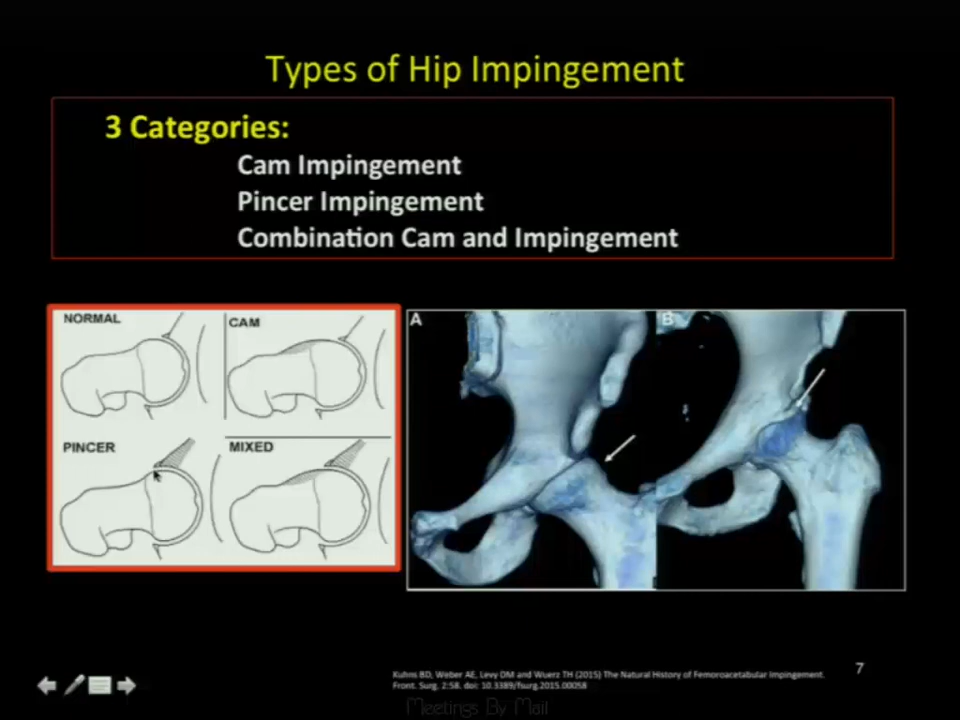 Types of Hip Impingement
3 Categories:
Cam Impingement
Pincer Impingement
Combination Cam and Impingement
NORMAL
CAM
PINCER
MIXED
A
B
Kuhns BD, Weber AE, Levy DM and Wuerz TH (2015) The Natural History of Femoroacetabular Impingement.
Front. Surg. 2:58. doi: 10.3389/fsurg.2015.00058
7
Meetings By Mail